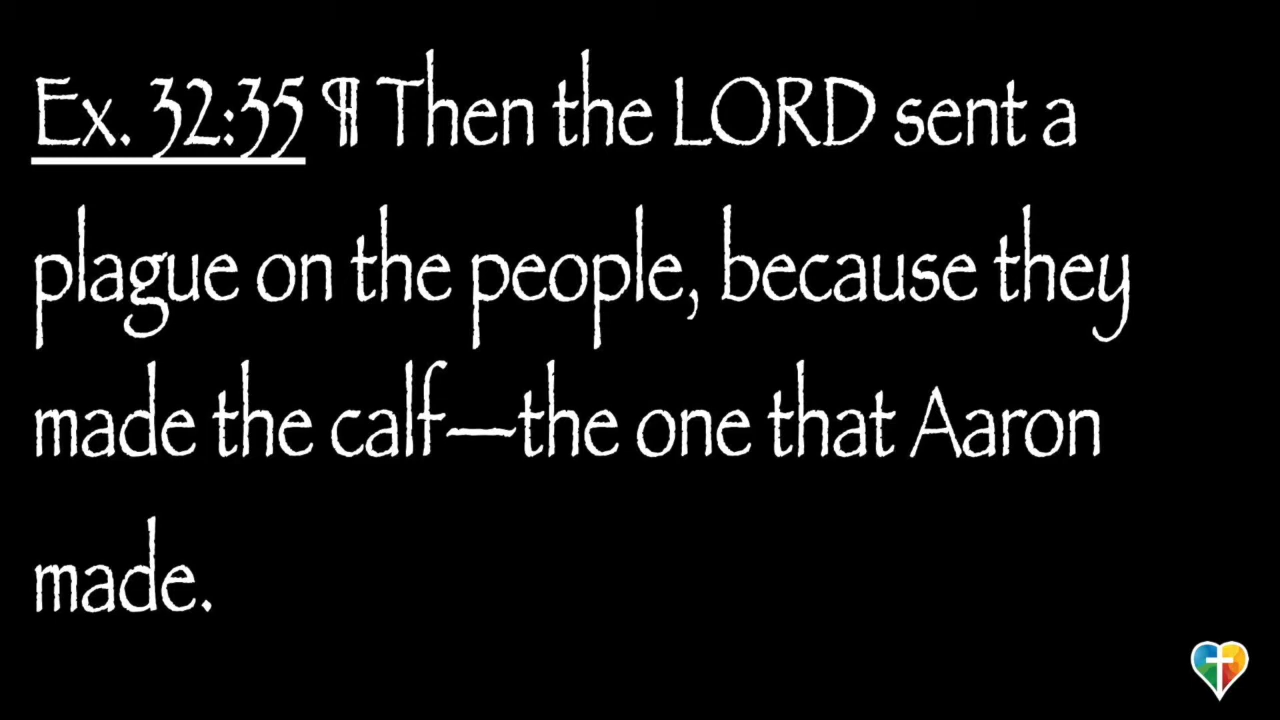 Ex. 32:35 ¶ Then the LORD sent a
plague on the people, because they
made the calf—the one that Aaron
made.